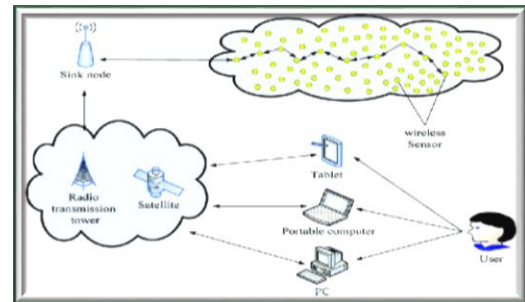 Sink node
wireless
Sensor
Radio
transmission
tower
Satellite
Tablet
Portable computer
User
PC